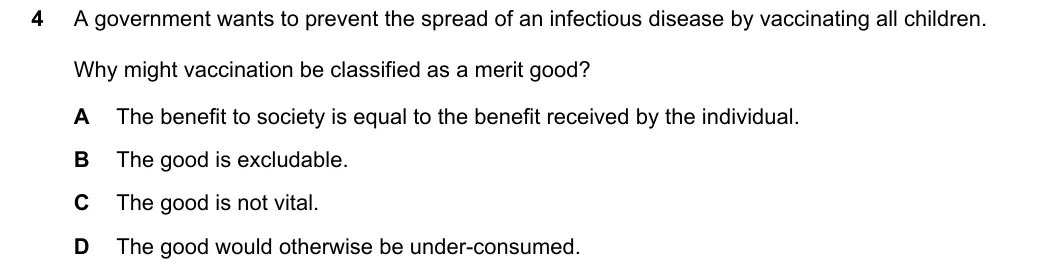 4 A government wants to prevent the spread of an infectious disease by vaccinating all children.
Why might vaccination be classified as a merit good?
A The benefit to society is equal to the benefit received by the individual.
B The good is excludable.
C The good is not vital.
D The good would otherwise be under-consumed.